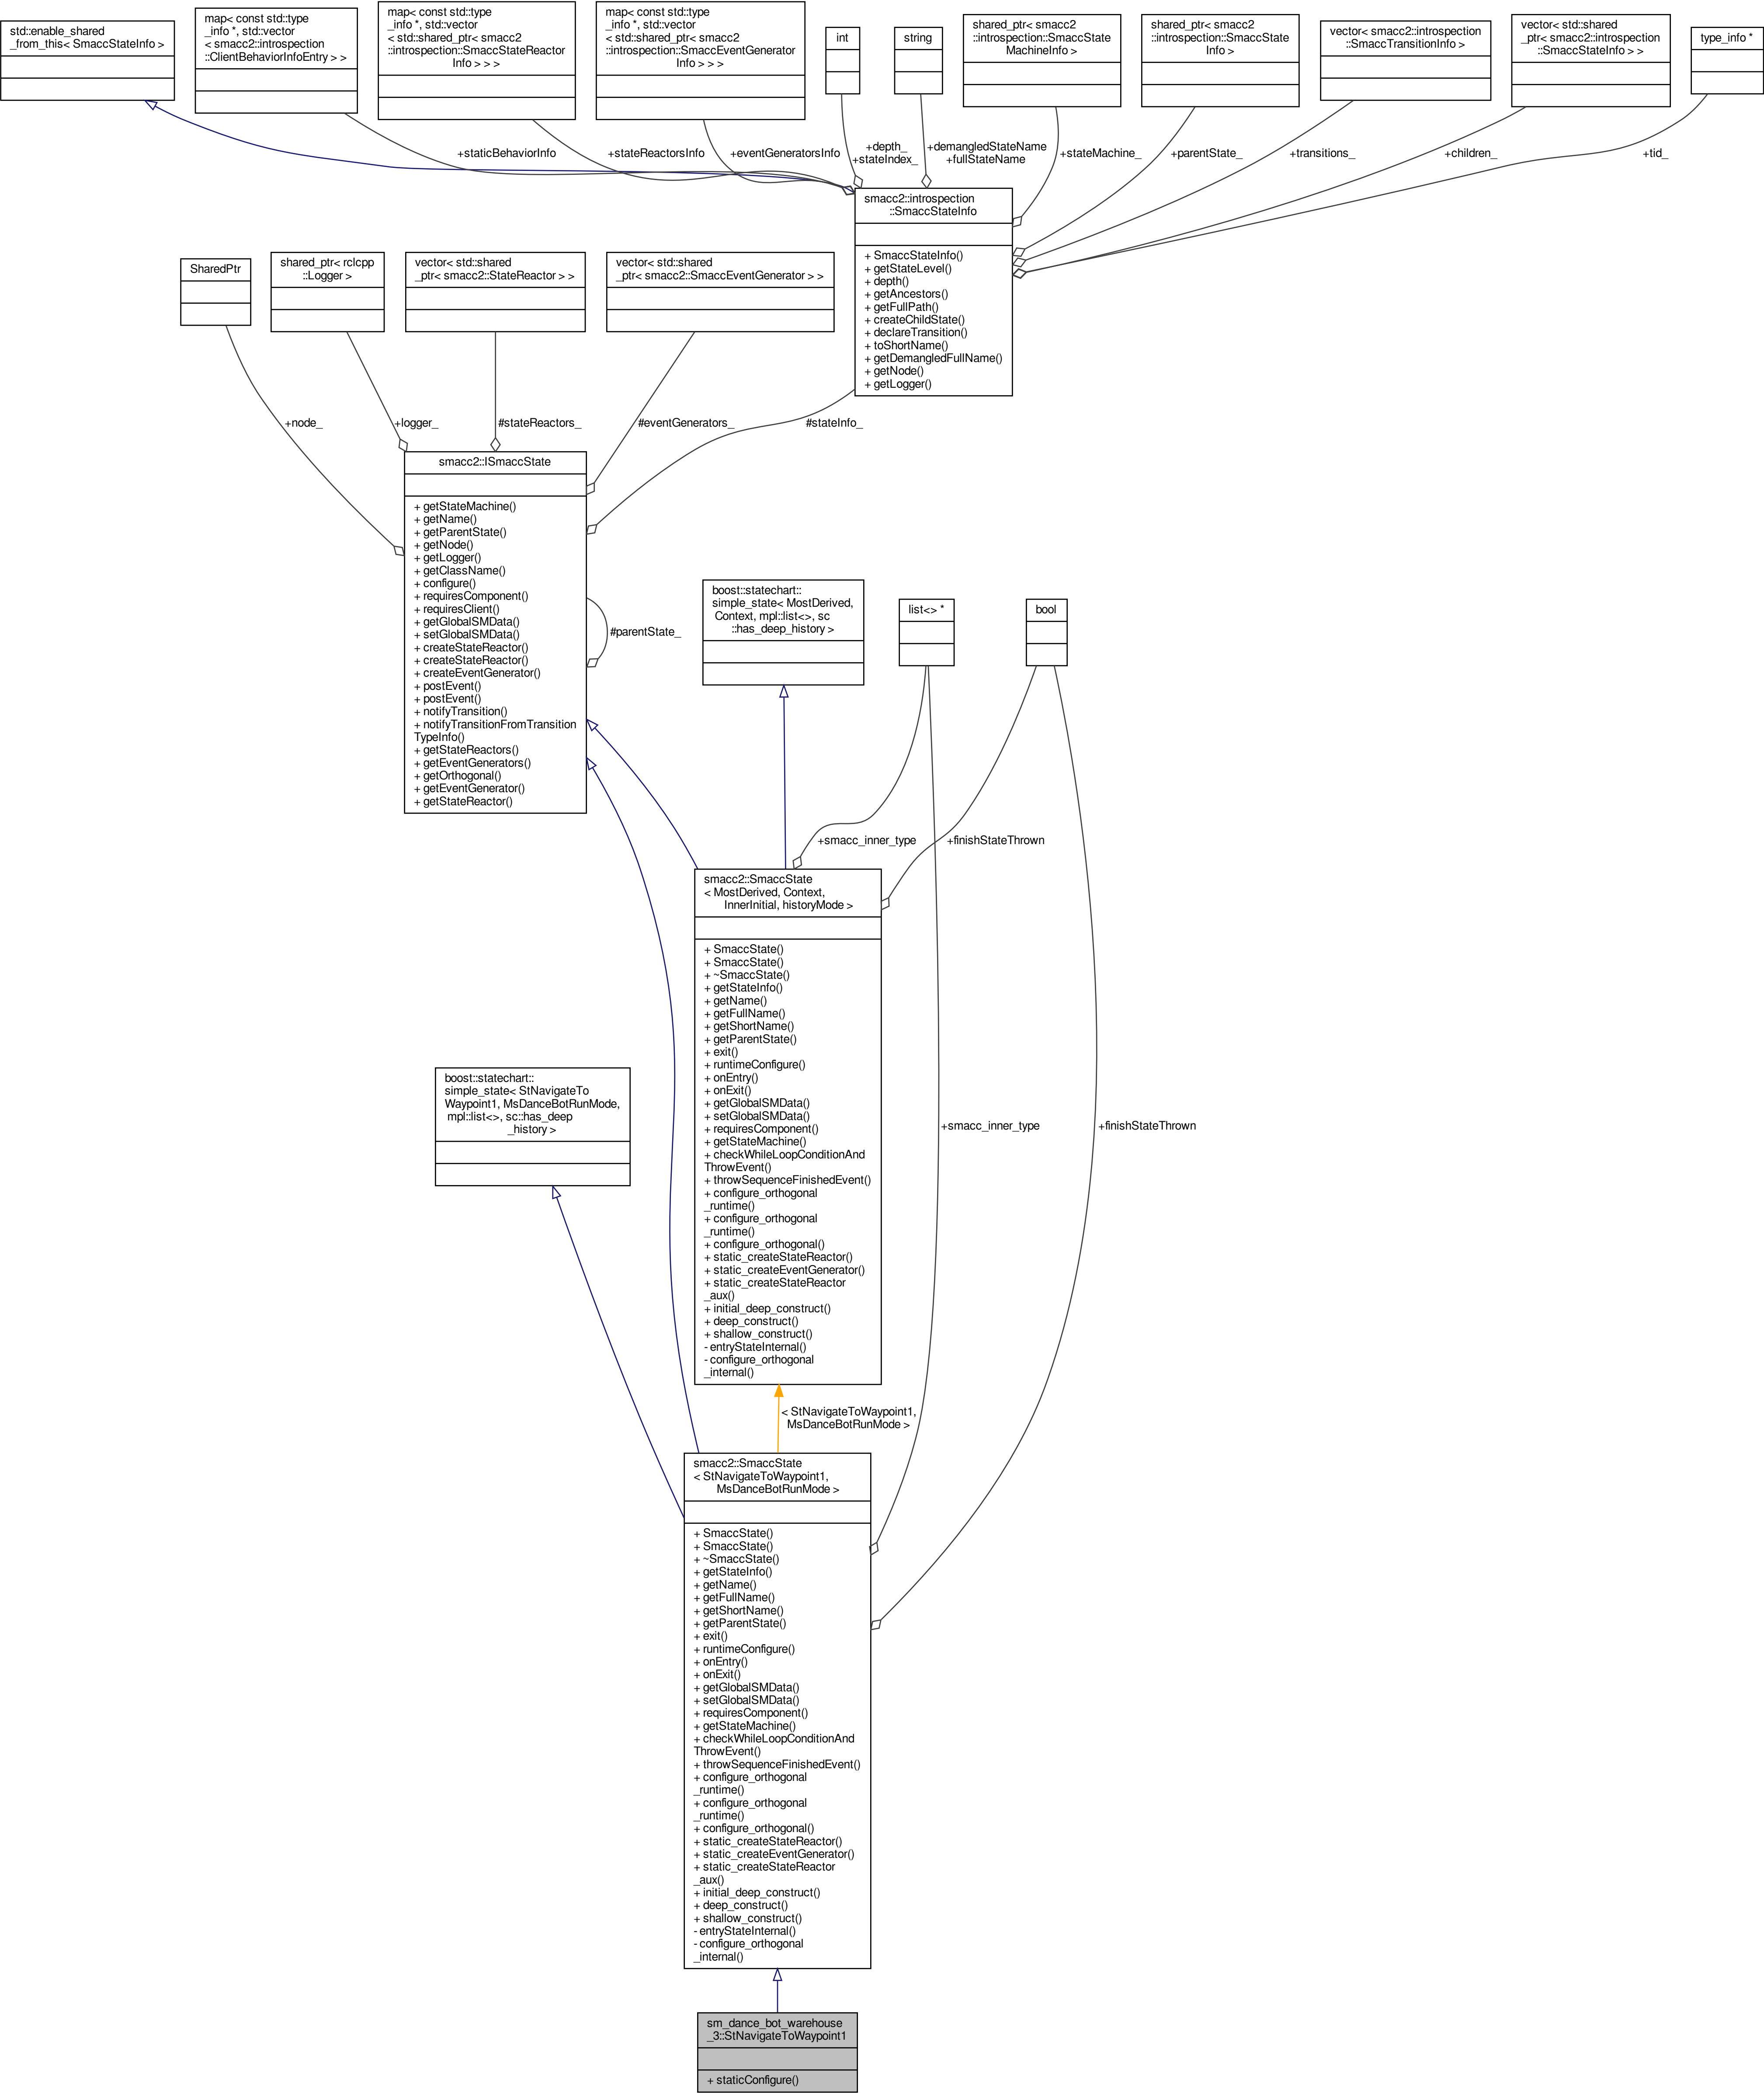 std::enable_shared
_from_this< SmaccStateInfo >
map< const std::type
_info *, std::vector
< smacc2::introspection
::ClientBehaviorInfoEntry > >
map< const std::type
_info *, std::vector
< std::shared_ptr< smacc2
::introspection::SmaccStateReactor
Info > > >
map< const std::type
_info *, std::vector
< std::shared_ptr< smacc2
::introspection::SmaccEventGenerator
Info > > >
int
string
shared_ptr< smacc2
::introspection::SmaccState
MachineInfo >
shared_ptr< smacc2
::introspection::SmaccState
Info >
vector< smacc2::introspection
::SmaccTransitionInfo >
vector< std::shared
_ptr< smacc2::introspection
::SmaccStateInfo > >
type_info *
+staticBehaviorInfo
+stateReactorsInfo
+eventGeneratorsInfo
+depth_
+stateIndex_
+demangledStateName
+fullStateName
+stateMachine_
+parentState_
+transitions_
+children_
+tid_
smacc2::introspection
::SmaccStateInfo
+ SmaccStateInfo()
+ getStateLevel()
+ depth()
+ getAncestors()
+ getFullPath()
+ createChildState()
+ declareTransition()
+ toShortName()
+ getDemangledFullName()
+ getNode()
+ getLogger()
SharedPtr
shared_ptr< rclcpp
::Logger >
vector< std::shared
_ptr< smacc2::StateReactor > >
vector< std::shared
_ptr< smacc2::SmaccEventGenerator > >
+node_
+logger_
#stateReactors_
#eventGenerators_
#stateInfo_
smacc2::ISmaccState
+ getStateMachine()
+ getName()
+ getParentState()
+ getNode()
+ getLogger()
+ getClassName()
+ configure()
+ requiresComponent()
+ requiresClient()
+ getGlobalSMData()
+ setGlobalSMData()
+ createStateReactor()
+ createStateReactor()
+ createEventGenerator()
+ postEvent()
+ postEvent()
+ notifyTransition()
+ notifyTransitionFromTransition
TypeInfo()
+ getStateReactors()
+ getEventGenerators()
+ getOrthogonal()
+ getEventGenerator()
+ getStateReactor()
#parentState_
boost::statechart::
simple_state< MostDerived,
Context, mpl::list<>, sc
::has_deep_history >
list<> *
bool
+smacc_inner_type
+finishStateThrown
smacc2::SmaccState
< MostDerived, Context,
InnerInitial, historyMode >
+ SmaccState()
+ SmaccState()
+ ~SmaccState()
+ getStateInfo()
+ getName()
+ getFullName()
+ getShortName()
+ getParentState()
+ exit()
+ runtimeConfigure()
+ onEntry()
+ onExit()
+ getGlobalSMData()
+ setGlobalSMData()
+ requiresComponent()
+ getStateMachine()
+ checkWhileLoopConditionAnd
ThrowEvent()
+ throwSequenceFinishedEvent()
+ configure_orthogonal
_runtime()
+ configure_orthogonal
_runtime()
+ configure_orthogonal()
+ static_createStateReactor()
+ static_createEventGenerator()
+ static_createStateReactor
_aux()
+ initial_deep_construct()
+ deep_construct()
+ shallow_construct()
- entryStateInternal()
- configure_orthogonal
_internal()
boost::statechart::
simple_state< StNavigateTo
Waypoint1, MsDanceBotRunMode,
mpl::list<>, sc::has_deep
_history >
+smacc_inner_type
+finishStateThrown
< StNavigateToWaypoint1,
MsDanceBotRunMode >
smacc2::SmaccState
< StNavigateToWaypoint1,
MsDanceBotRunMode >
+ SmaccState()
+ SmaccState()
+ ~SmaccState()
+ getStateInfo()
+ getName()
+ getFullName()
+ getShortName()
+ getParentState()
+ exit()
+ runtimeConfigure()
+ onEntry()
+ onExit()
+ getGlobalSMData()
+ setGlobalSMData()
+ requiresComponent()
+ getStateMachine()
+ checkWhileLoopConditionAnd
ThrowEvent()
+ throwSequenceFinishedEvent()
+ configure_orthogonal
_runtime()
+ configure_orthogonal
_runtime()
+ configure_orthogonal()
+ static_createStateReactor()
+ static_createEventGenerator()
+ static_createStateReactor
_aux()
+ initial_deep_construct()
+ deep_construct()
+ shallow_construct()
- entryStateInternal()
- configure_orthogonal
_internal()
sm_dance_bot_warehouse
_3::StNavigateToWaypoint1
+ staticConfigure()